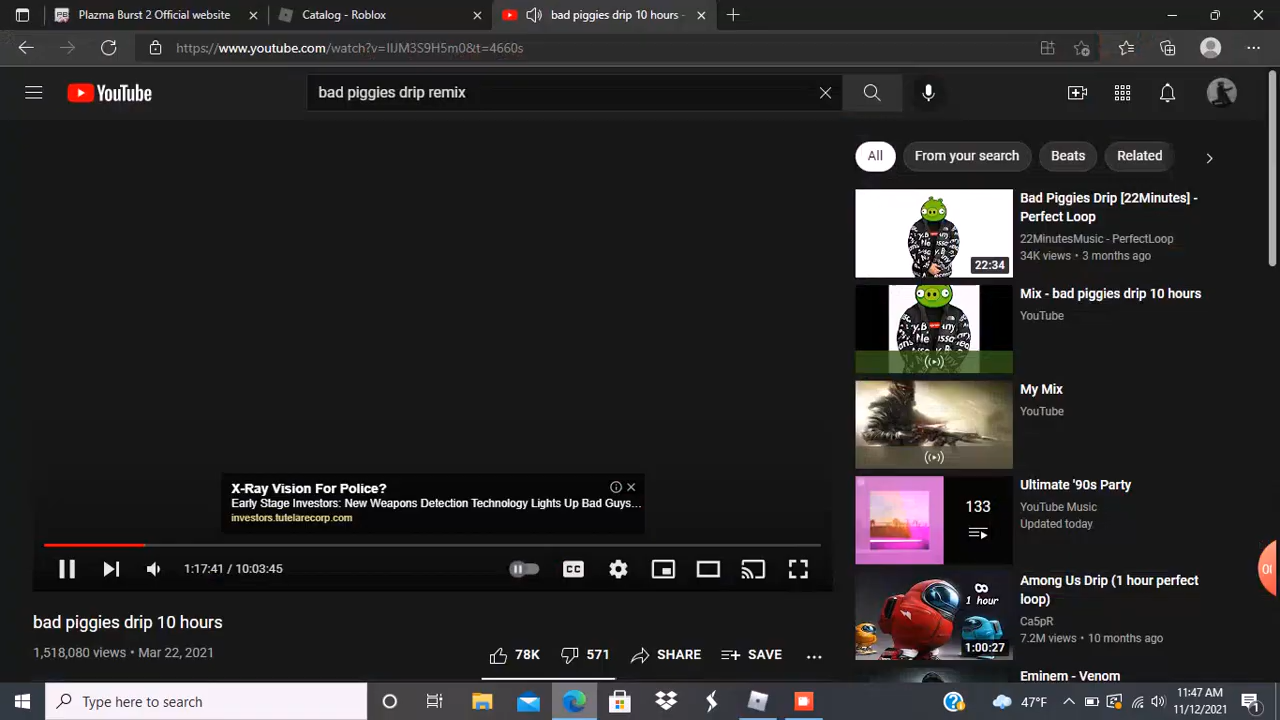 Plazma Burst 2 Official website
Catalog - Roblox
bad piggies drip 10 hours -
https://www.youtube.com/watch?v=IIJM3S9H5m0&t=4660s
YouTube
bad piggies drip remix
All
From your search
Beats
Related
Bad Piggies Drip [22Minutes] -
Perfect Loop
22MinutesMusic - PerfectLoop
34K views • 3 months ago
22:34
Mix - bad piggies drip 10 hours
YouTube
My Mix
YouTube
X-Ray Vision For Police?
Early Stage Investors: New Weapons Detection Technology Lights Up Bad Guys...
investors.tutelarecorp.com
133
Ultimate '90s Party
YouTube Music
Updated today
1:17:41 / 10:03:45
CC
1 hour
1:00:27
Among Us Drip (1 hour perfect
loop)
Ca5pR
7.2M views • 10 months ago
bad piggies drip 10 hours
1,518,080 views • Mar 22, 2021
78K
571
SHARE
SAVE
Eminem - Venom
Type here to search
47°F
11:47 AM
11/12/2021
1